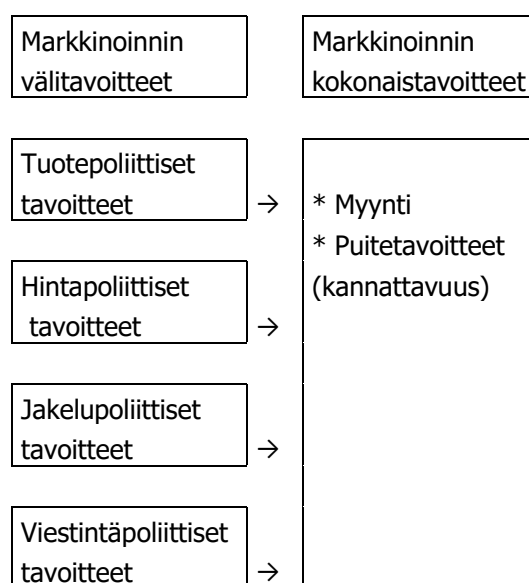 Markkinoinnin
välitavoitteet
Markkinoinnin
kokonaistavoitteet
Tuotepoliittiset
tavoitteet →
* Myynti
* Puitetavoitteet
(kannattavuus)
Hintapoliittiset
tavoitteet →
Jakelupoliittiset
tavoitteet →
Viestintäpoliittiset
tavoitteet →